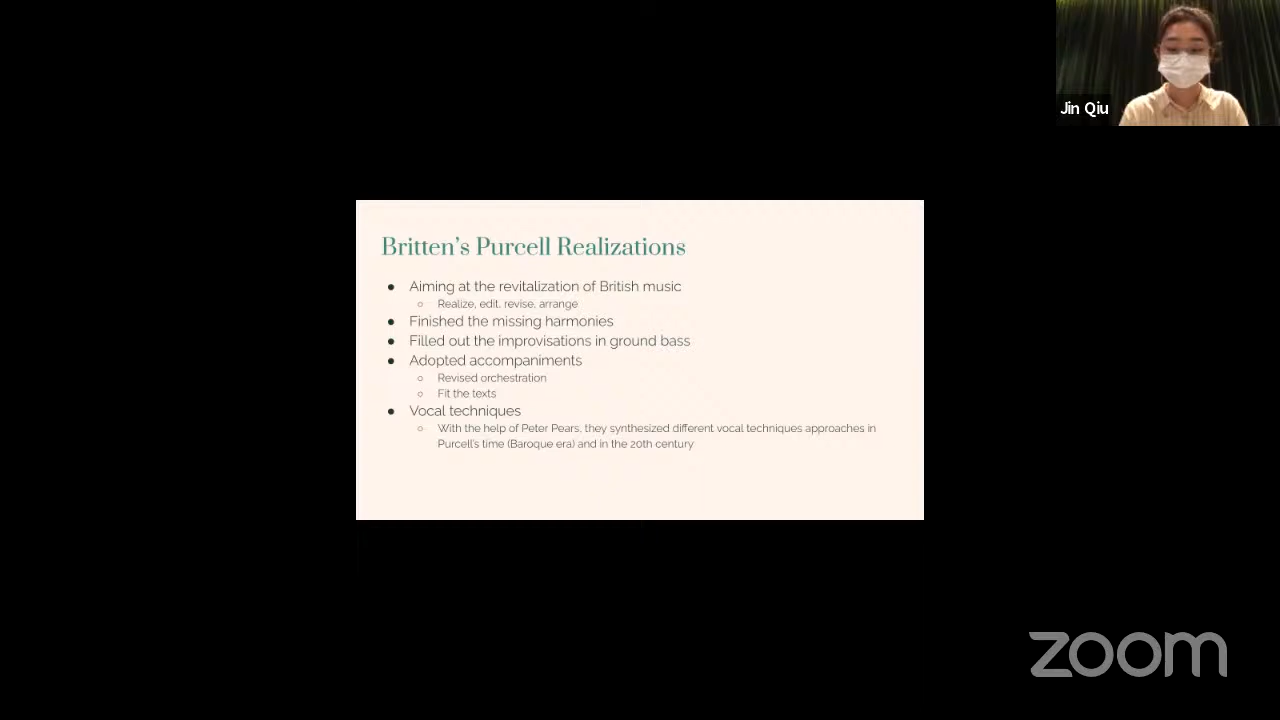 Jin Qiu
Britten's Purcell Realizations
● Aiming at the revitalization of British music
○ Realize, edit, revise, arrange
● Finished the missing harmonies
● Filled out the improvisations in ground bass
● Adopted accompaniments
○ Revised orchestration
○ Fit the texts
● Vocal techniques
○ With the help of Peter Pears, they synthesized different vocal techniques approaches in
Purcell's time (Baroque era) and in the 20th century
zoom